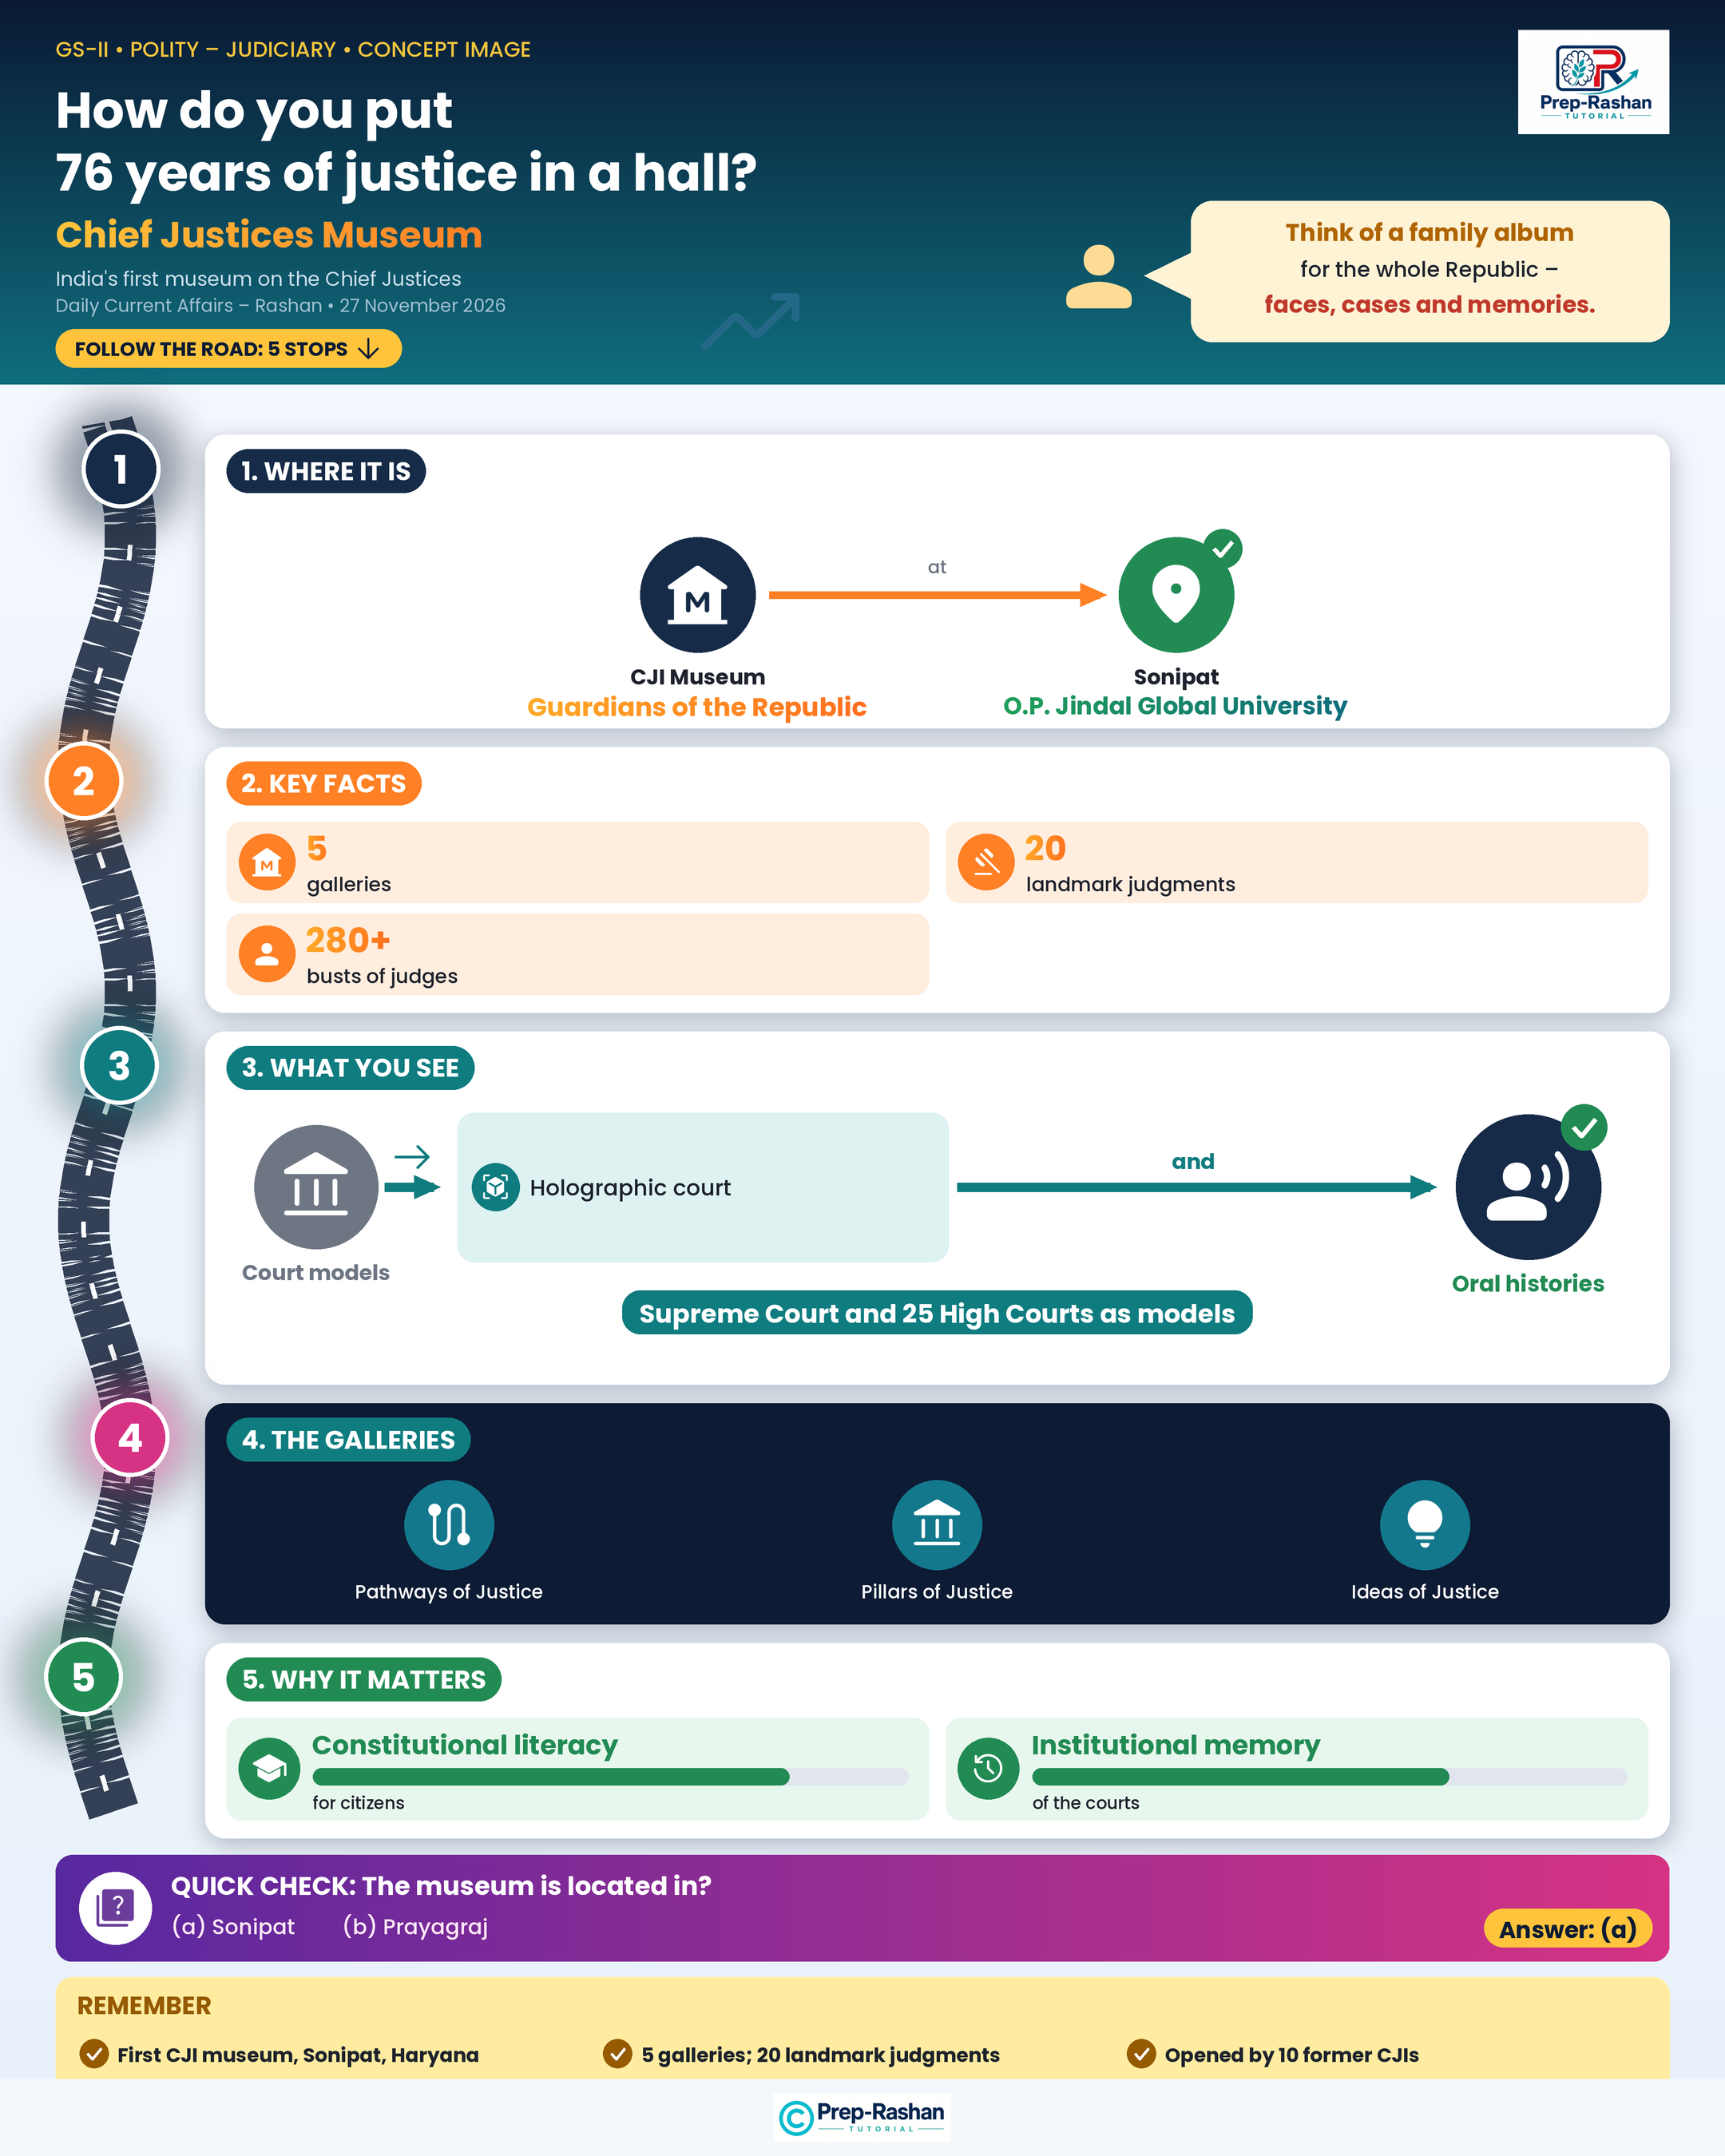 GS-II • POLITY – JUDICIARY • CONCEPT IMAGE
How do you put
76 years of justice in a hall?
Chief Justices Museum
India's first museum on the Chief Justices
Daily Current Affairs – Rashan • 27 November 2026
FOLLOW THE ROAD: 5 STOPS
Prep-Rashan
TUTORIAL
Think of a family album
for the whole Republic –
faces, cases and memories.
1
1. WHERE IT IS
at
M
CJI Museum
Guardians of the Republic
Sonipat
O.P. Jindal Global University
2
2. KEY FACTS
M
5
galleries
20
landmark judgments
280+
busts of judges
3
3. WHAT YOU SEE
Court models
Holographic court
and
Oral histories
Supreme Court and 25 High Courts as models
4
4. THE GALLERIES
Pathways of Justice
Pillars of Justice
Ideas of Justice
5
5. WHY IT MATTERS
Constitutional literacy
for citizens
Institutional memory
of the courts
?
QUICK CHECK: The museum is located in?
(a) Sonipat (b) Prayagraj
Answer: (a)
REMEMBER
First CJI museum, Sonipat, Haryana
5 galleries; 20 landmark judgments
Opened by 10 former CJIs
© Prep-Rashan
TUTORIAL